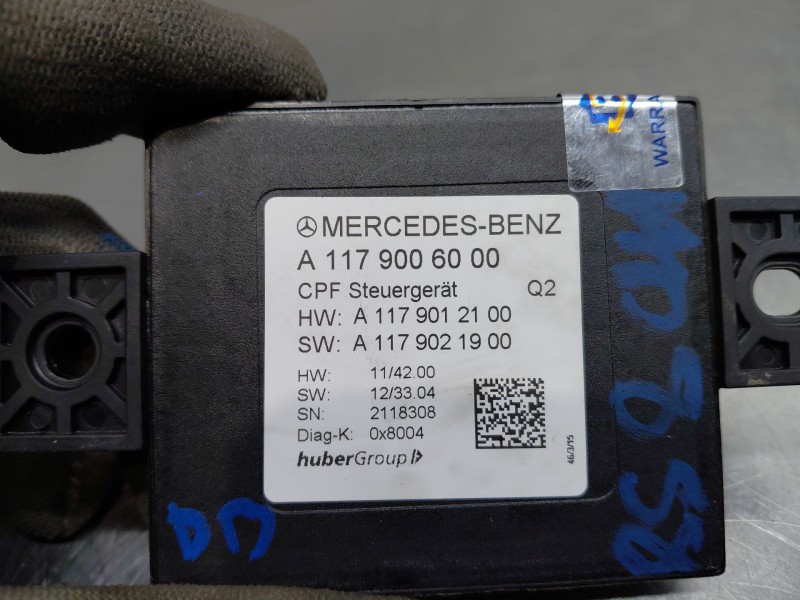 WARRA
MERCEDES-BENZ
A 117 900 60 00
CPF Steuergerät Q2
HW: A 117 901 21 00
SW: A 117 902 19 00
HW: 11/42.00
SW: 12/33.04
SN: 2118308
Diag-K: 0x8004
huberGroup
46/3/15